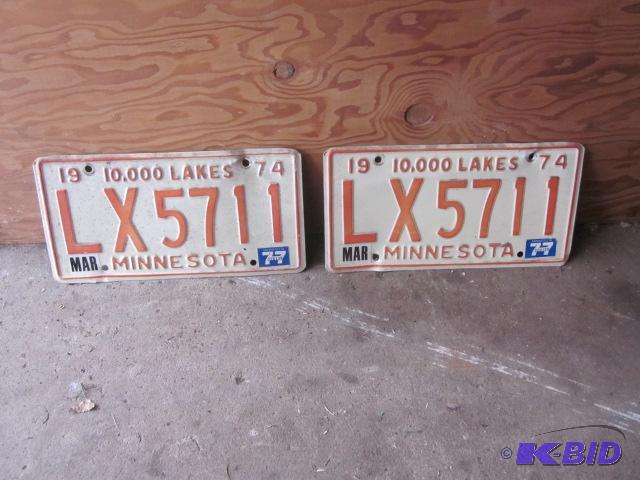 19 10,000 LAKES 74
LX5711
MAR MINNESOTA 77
19 10,000 LAKES 74
LX5711
MAR MINNESOTA 77
© K-BID